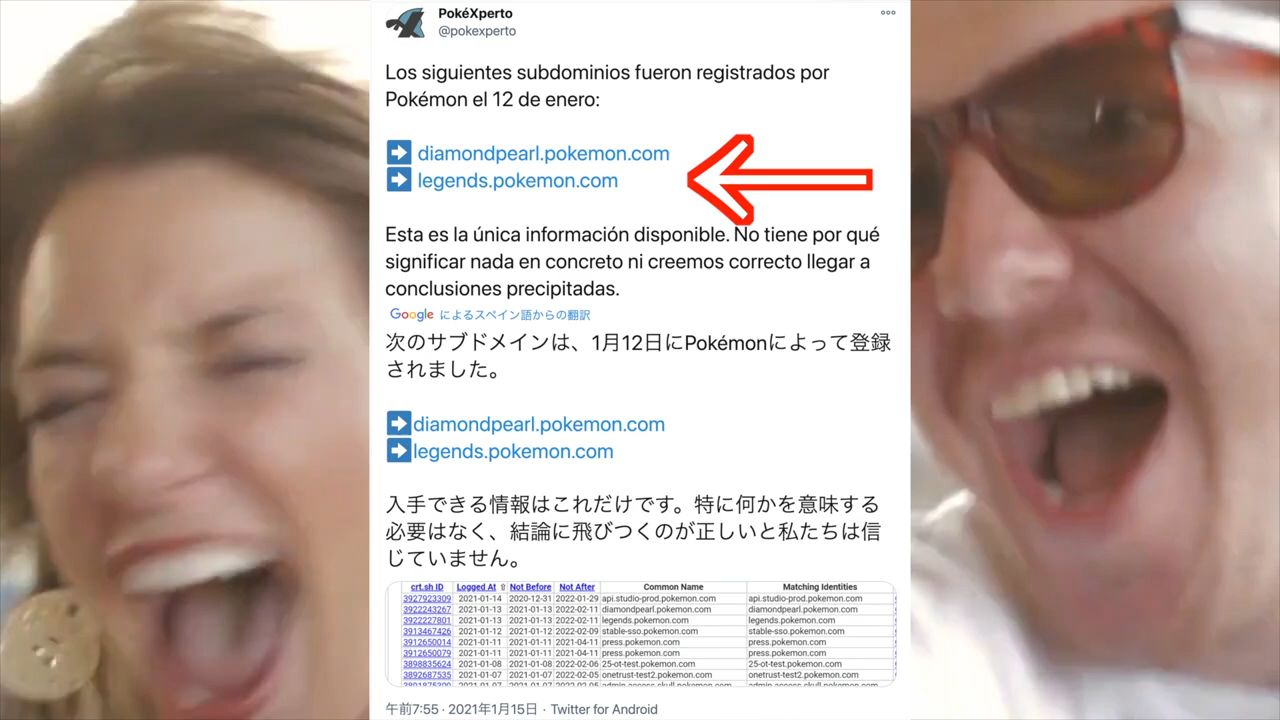 PokéXperto
@pokexperto
Los siguientes subdominios fueron registrados por
Pokémon el 12 de enero:
diamondpearl.pokemon.com
legends.pokemon.com
Esta es la única información disponible. No tiene por qué
significar nada en concreto ni creemos correcto llegar a
conclusiones precipitadas.
Google によるスペイン語からの翻訳
次のサブドメインは、1月12日にPokémonによって登録
されました。
diamondpearl.pokemon.com
legends.pokemon.com
入手できる情報はこれだけです。特に何かを意味する
必要はなく、結論に飛びつくのが正しいと私たちは信
じていません。
crt.sh ID Logged At ⇧ Not Before Not After Common Name Matching Identities
3927923309 2021-01-14 2020-12-31 2022-01-29 api.studio-prod.pokemon.com api.studio-prod.pokemon.com
3922243267 2021-01-13 2021-01-13 2022-02-11 diamondpearl.pokemon.com diamondpearl.pokemon.com
3922227801 2021-01-13 2021-01-13 2022-02-11 legends.pokemon.com legends.pokemon.com
3913467426 2021-01-12 2021-01-12 2022-02-09 stable-sso.pokemon.com stable-sso.pokemon.com
3912650014 2021-01-11 2021-01-11 2021-04-11 press.pokemon.com press.pokemon.com
3912650079 2021-01-11 2021-01-11 2021-04-11 press.pokemon.com press.pokemon.com
3898835624 2021-01-08 2021-01-08 2022-02-06 25-ot-test.pokemon.com 25-ot-test.pokemon.com
3892687535 2021-01-07 2021-01-07 2022-02-05 onetrust-test2.pokemon.com onetrust-test2.pokemon.com
午前7:55 · 2021年1月15日 · Twitter for Android